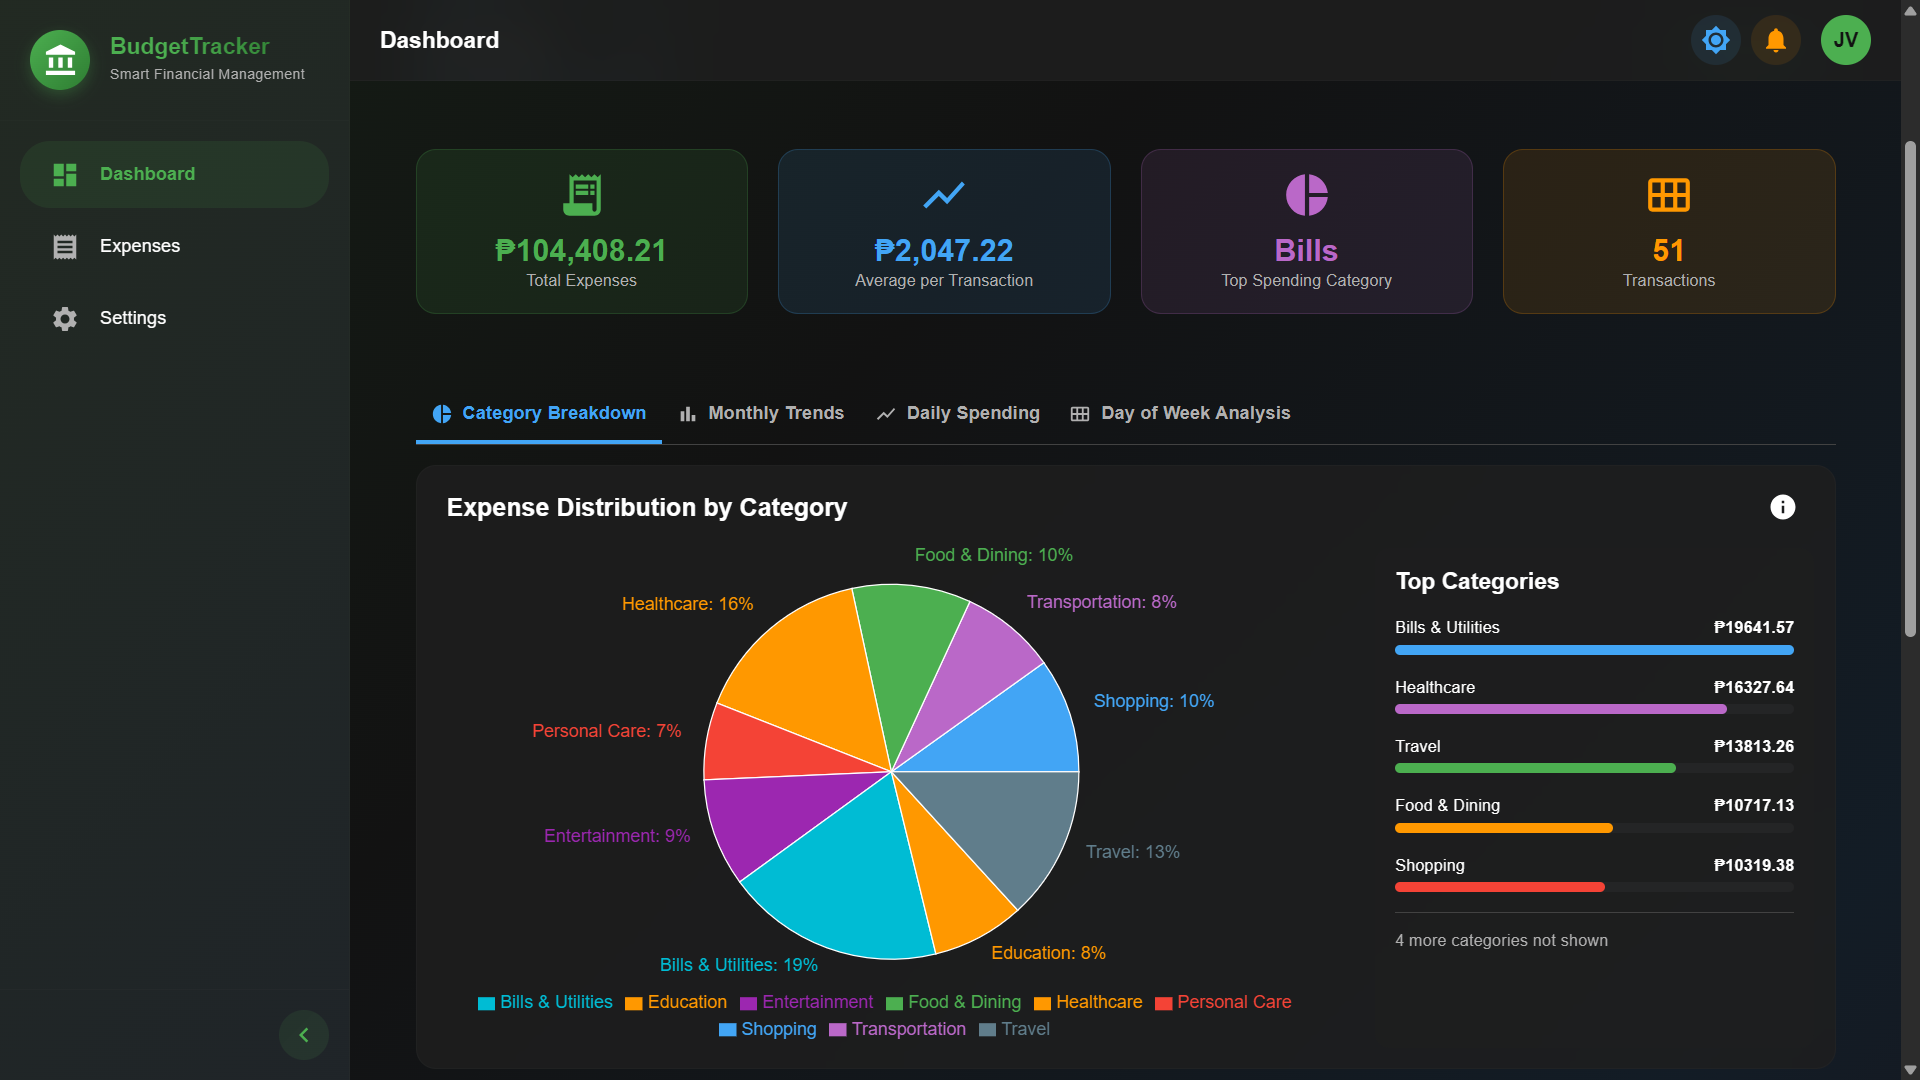 BudgetTracker
Smart Financial Management
Dashboard
Expenses
Settings
Dashboard
JV
₱104,408.21
Total Expenses
₱2,047.22
Average per Transaction
Bills
Top Spending Category
51
Transactions
Category Breakdown
Monthly Trends
Daily Spending
Day of Week Analysis
Expense Distribution by Category
Food & Dining: 10%
Healthcare: 16%
Transportation: 8%
Shopping: 10%
Personal Care: 7%
Entertainment: 9%
Travel: 13%
Education: 8%
Bills & Utilities: 19%
Bills & Utilities Education Entertainment Food & Dining Healthcare Personal Care
Shopping Transportation Travel
Top Categories
Bills & Utilities ₱19641.57
Healthcare ₱16327.64
Travel ₱13813.26
Food & Dining ₱10717.13
Shopping ₱10319.38
4 more categories not shown